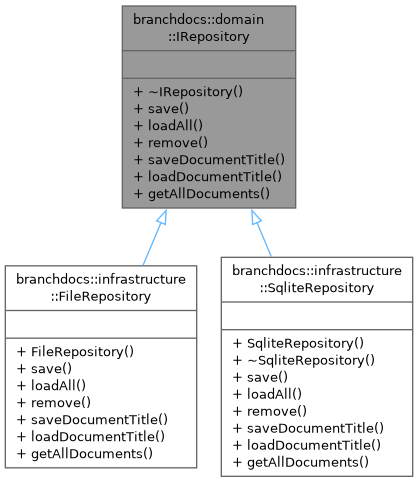 branchdocs::domain
::IRepository
+ ~IRepository()
+ save()
+ loadAll()
+ remove()
+ saveDocumentTitle()
+ loadDocumentTitle()
+ getAllDocuments()
branchdocs::infrastructure
::FileRepository
+ FileRepository()
+ save()
+ loadAll()
+ remove()
+ saveDocumentTitle()
+ loadDocumentTitle()
+ getAllDocuments()
branchdocs::infrastructure
::SqliteRepository
+ SqliteRepository()
+ ~SqliteRepository()
+ save()
+ loadAll()
+ remove()
+ saveDocumentTitle()
+ loadDocumentTitle()
+ getAllDocuments()